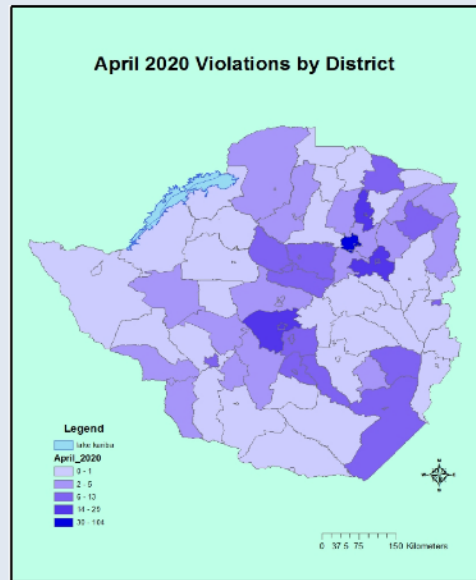 April 2020 Violations by District
Legend
lake kariba
April_2020
0 - 1
2 - 5
6 - 13
14 - 29
30 - 104
N
W
E
S
0 37.5 75 150 Kilometers